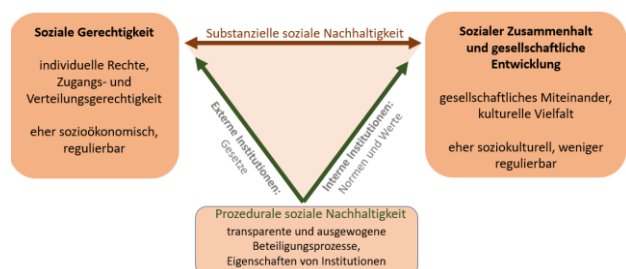 Soziale Gerechtigkeit
individuelle Rechte,
Zugangs- und
Verteilungsgerechtigkeit
eher sozioökonomisch,
regulierbar
Substanzielle soziale Nachhaltigkeit
Sozialer Zusammenhalt
und gesellschaftliche
Entwicklung
gesellschaftliches Miteinander,
kulturelle Vielfalt
eher soziokulturell, weniger
regulierbar
Externe Institutionen:
Gesetze
Interne Institutionen:
Normen und Werte
Prozedurale soziale Nachhaltigkeit
transparente und ausgewogene
Beteiligungsprozesse,
Eigenschaften von Institutionen